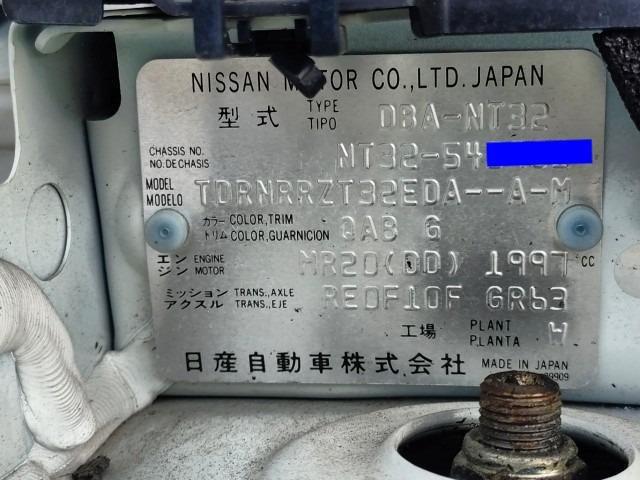 NISSAN MOTOR CO.,LTD. JAPAN
型式 TYPE TIPO DBA-NT32
CHASSIS NO. NO. DE CHASIS NT32-54
MODEL MODELO TDRNRRZT32EDA--A-M
カラー トリム COLOR,TRIM COLOR,GUARNICION QAB G
エンジン ENGINE MOTOR MR20(DD) 1997 CC
ミッション アクスル TRANS.,AXLE TRANS.,EJE RE0F10F GR63
工場 PLANT PLANTA W
日産自動車株式会社 MADE IN JAPAN